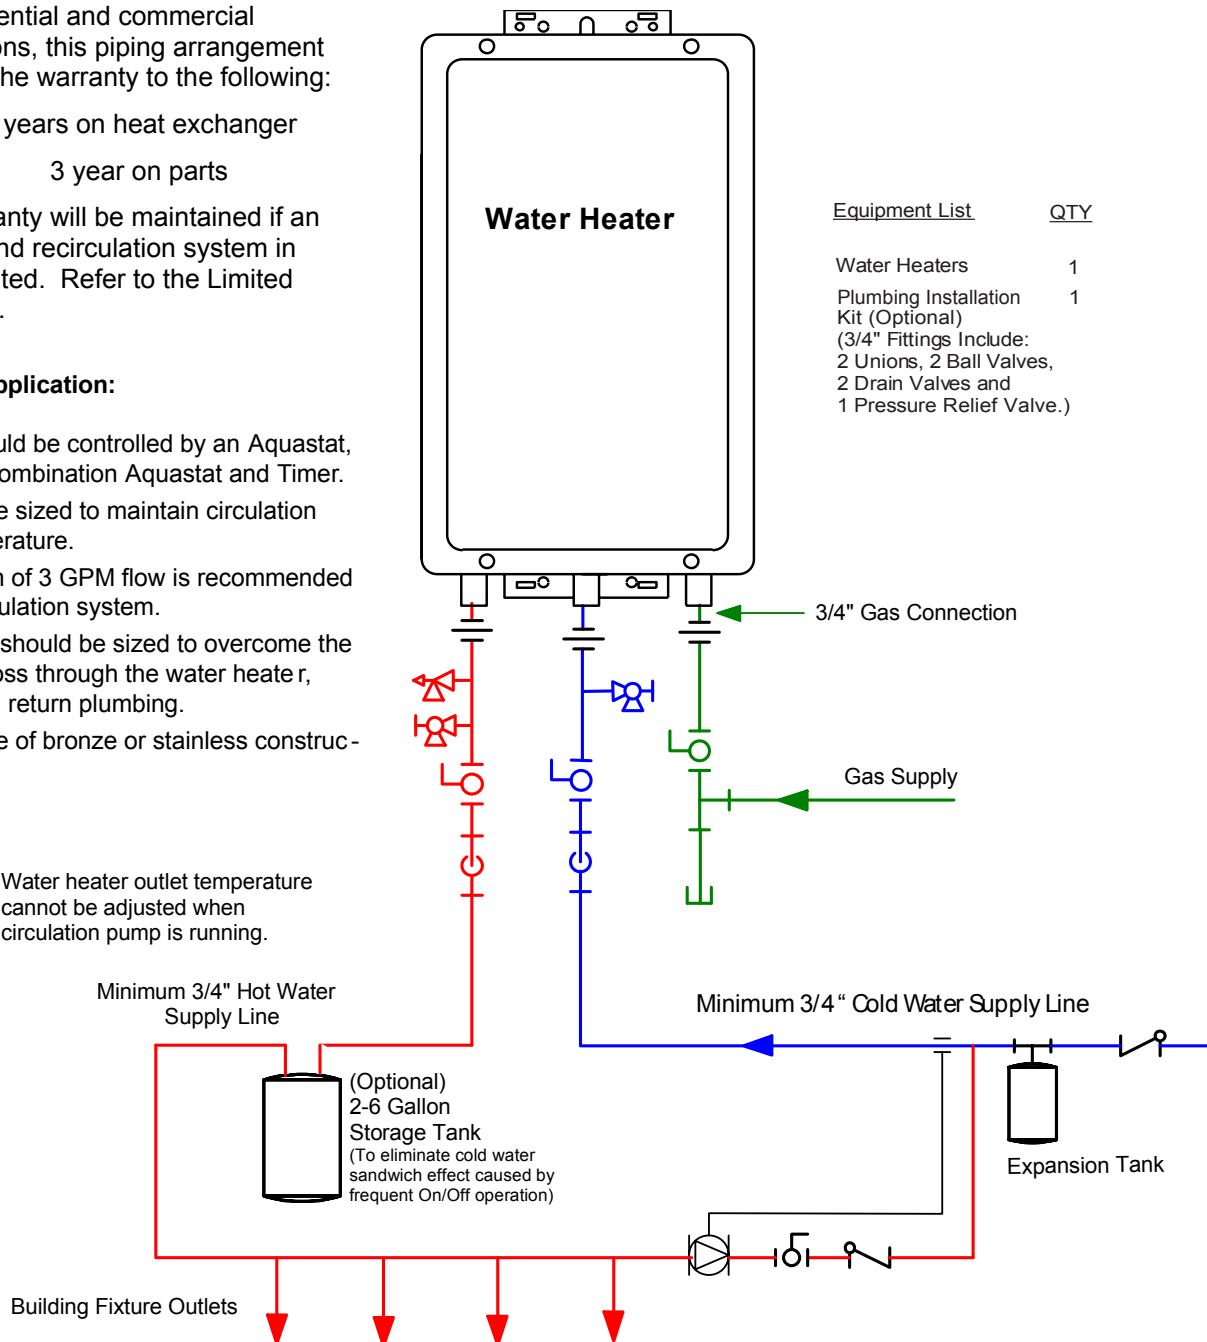 ential and commercial
ons, this piping arrangement
he warranty to the following:
years on heat exchanger
3 year on parts
anty will be maintained if an
nd recirculation system in
ted.  Refer to the Limited
.
pplication:
uld be controlled by an Aquastat,
ombination Aquastat and Timer.
e sized to maintain circulation
erature.
n of 3 GPM flow is recommended
culation system.
should be sized to overcome the
oss through the water heater,
return plumbing.
e of bronze or stainless construc-
Water heater outlet temperature
cannot be adjusted when
circulation pump is running.
Water Heater
Equipment List QTY
Water Heaters 1
Plumbing Installation 1
Kit (Optional)
(3/4" Fittings Include:
2 Unions, 2 Ball Valves,
2 Drain Valves and
1 Pressure Relief Valve.)
3/4" Gas Connection
Gas Supply
Minimum 3/4" Hot Water
Supply Line
Minimum 3/4“ Cold Water Supply Line
(Optional)
2-6 Gallon
Storage Tank
(To eliminate cold water
sandwich effect caused by
frequent On/Off operation)
Expansion Tank
Building Fixture Outlets